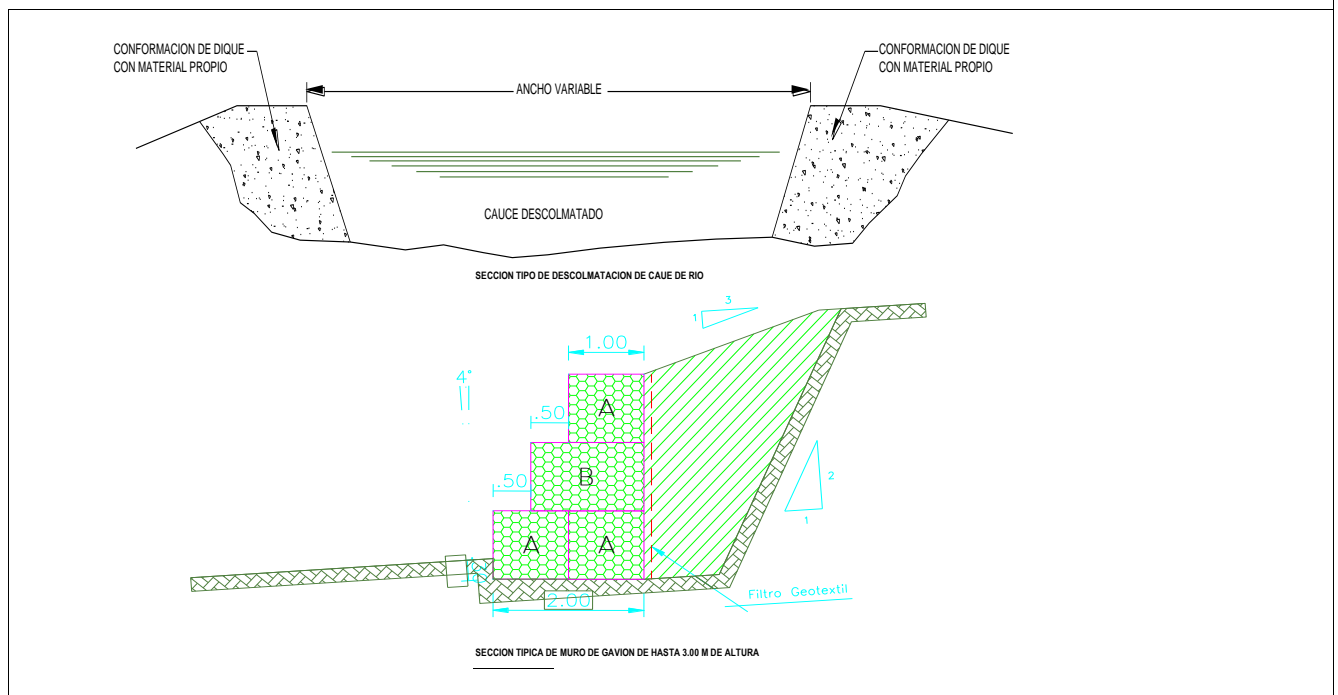 CONFORMACION DE DIQUE
CON MATERIAL PROPIO
CONFORMACION DE DIQUE
CON MATERIAL PROPIO
ANCHO VARIABLE
CAUCE DESCOLMATADO
SECCION TIPO DE DESCOLMATACION DE CAUE DE RIO
3
1
1.00
4"
A
.50
B
2
.50
1
A
A
Filtro Geotextil
2.00
SECCION TIPICA DE MURO DE GAVION DE HASTA 3.00 M DE ALTURA